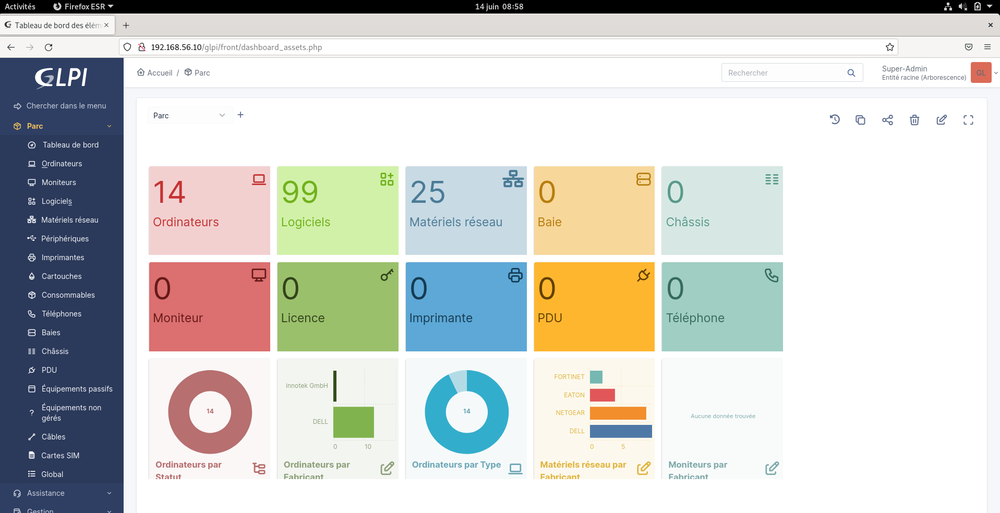 Activités
Firefox ESR
14 juin 08:58
Tableau de bord des élém
192.168.56.10/glpi/front/dashboard_assets.php
GLPI
Accueil / Parc
Rechercher
Super-Admin
Entité racine (Arborescence)
GL
Chercher dans le menu
Parc
Tableau de bord
Ordinateurs
Moniteurs
Logiciels
Matériels réseau
Périphériques
Imprimantes
Cartouches
Consommables
Téléphones
Baies
Châssis
PDU
Équipements passifs
Équipements non
gérés
Câbles
Cartes SIM
Global
Assistance
Gestion
Parc
14
Ordinateurs
99
Logiciels
25
Matériels réseau
0
Baie
0
Châssis
0
Moniteur
0
Licence
0
Imprimante
0
PDU
0
Téléphone
14
Ordinateurs par
Statut
innotek GmbH
DELL
0 10
Ordinateurs par
Fabricant
14
Ordinateurs par Type
FORTINET
EATON
NETGEAR
DELL
0 5
Matériels réseau par
Fabricant
Aucune donnée trouvée
Moniteurs par
Fabricant